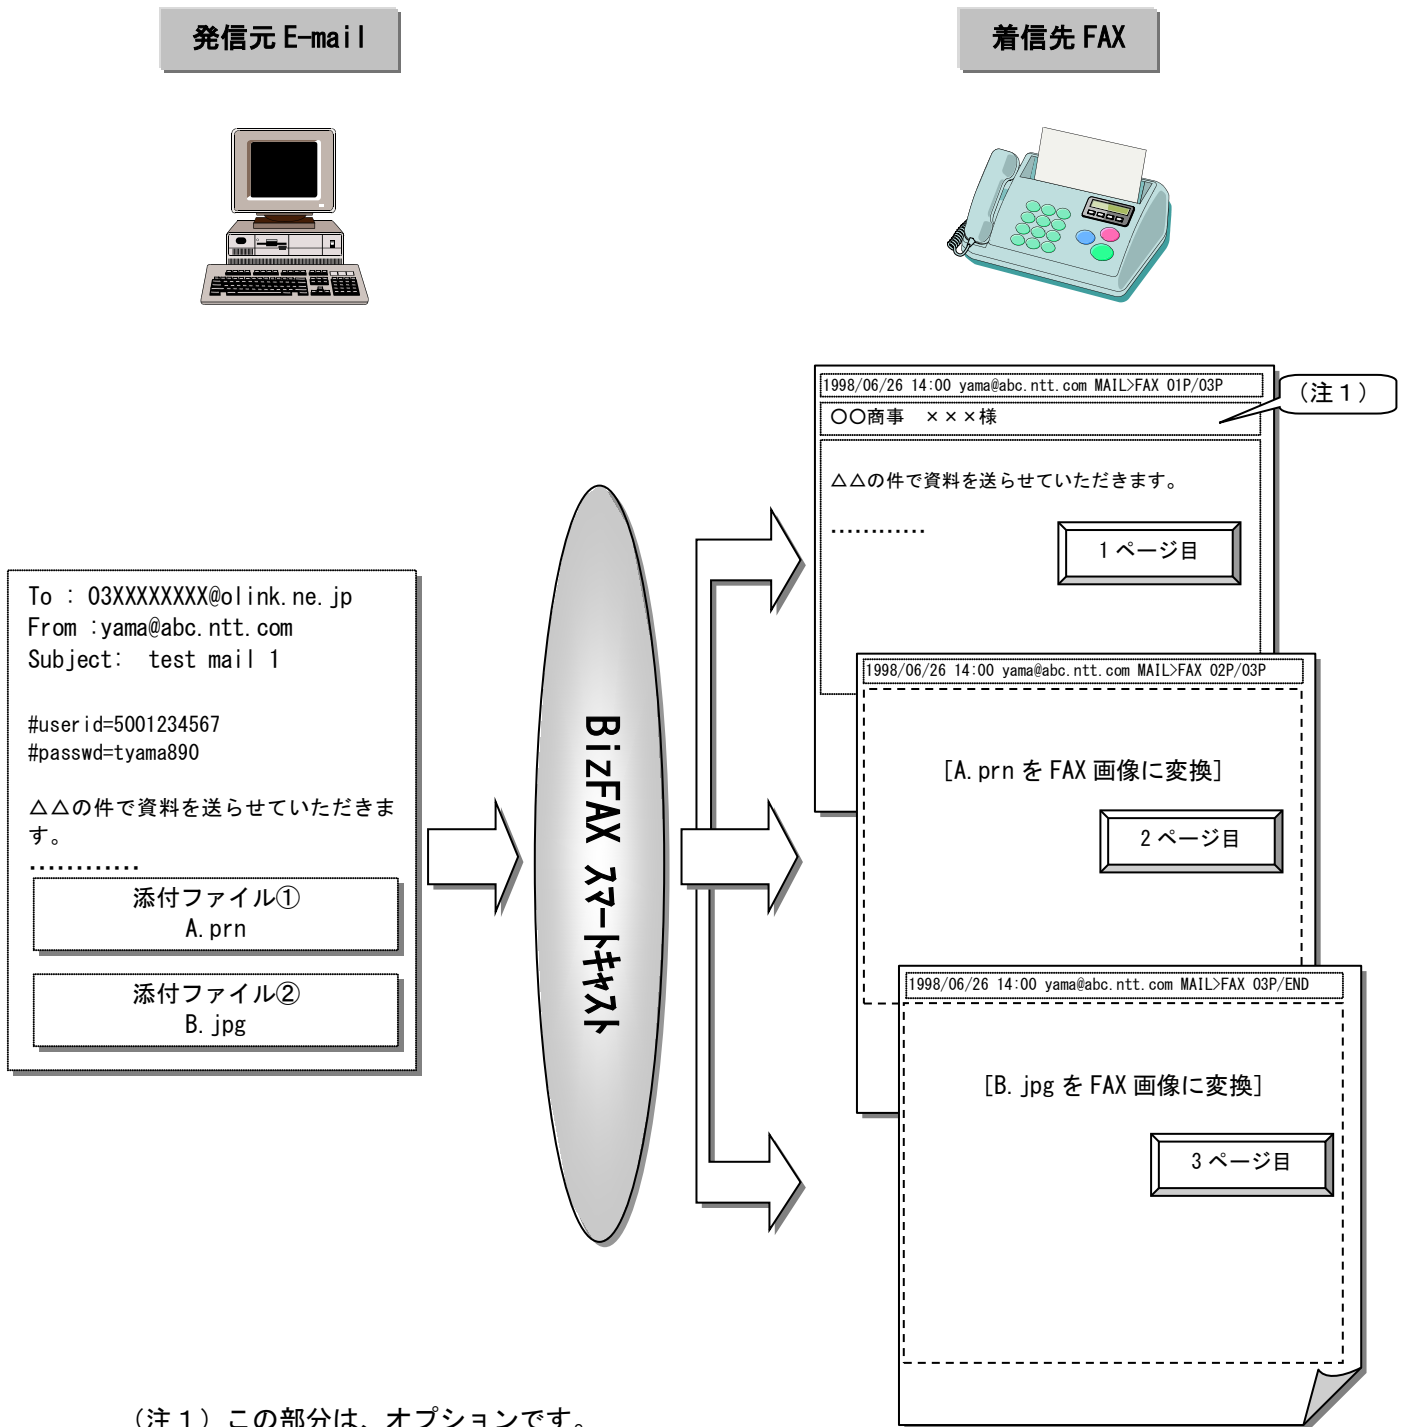 発信元 E-mail
着信先 FAX
To : 03XXXXXXXX@olink.ne.jp
From :yama@abc.ntt.com
Subject:  test mail 1
#userid=5001234567
#passwd=tyama890
△△の件で資料を送らせていただきま
す。
…………
添付ファイル①
A.prn
添付ファイル②
B.jpg
BizFAX スマートキャスト
1998/06/26 14:00 yama@abc.ntt.com MAIL>FAX 01P/03P
（注１）
〇〇商事　×××様
△△の件で資料を送らせていただきます。
…………
1 ページ目
1998/06/26 14:00 yama@abc.ntt.com MAIL>FAX 02P/03P
[A.prn を FAX 画像に変換]
2 ページ目
1998/06/26 14:00 yama@abc.ntt.com MAIL>FAX 03P/END
[B.jpg を FAX 画像に変換]
3 ページ目
（注１）この部分は、オプションです。